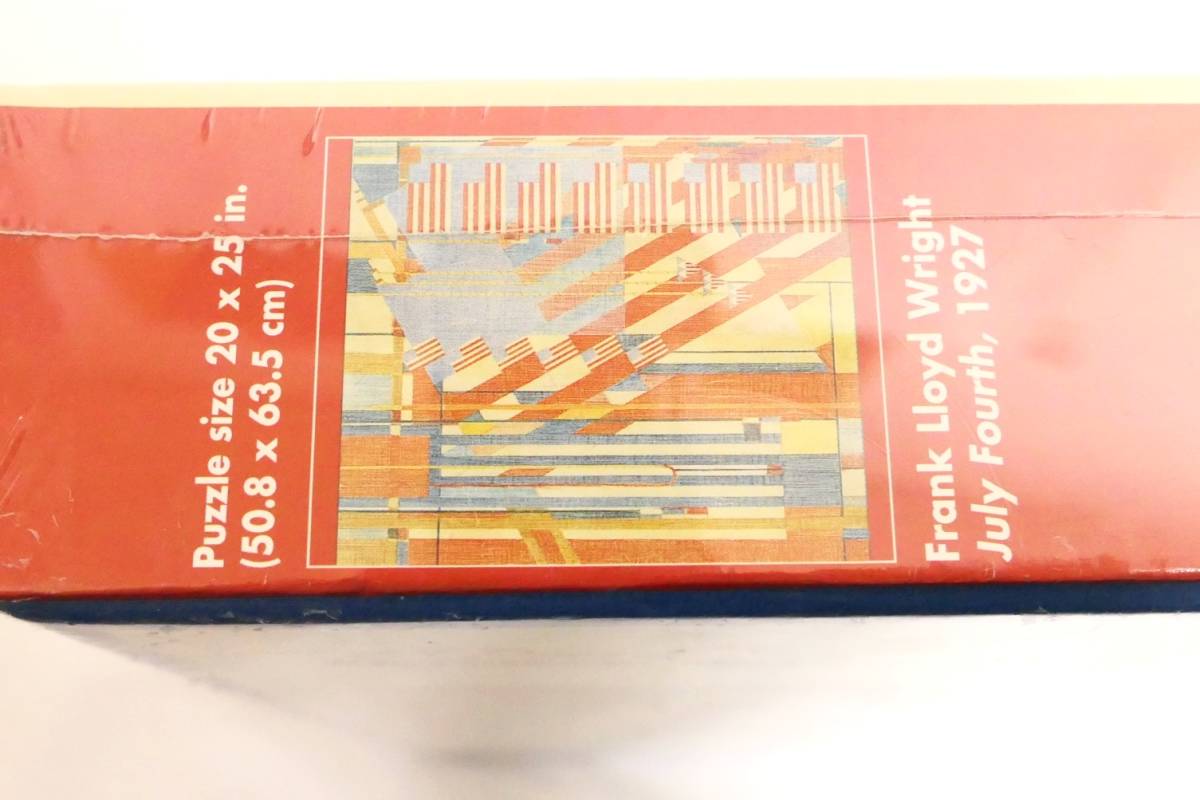 Puzzle size 20 x 25 in.
(50.8 x 63.5 cm)
Frank Lloyd Wright
July Fourth, 1927